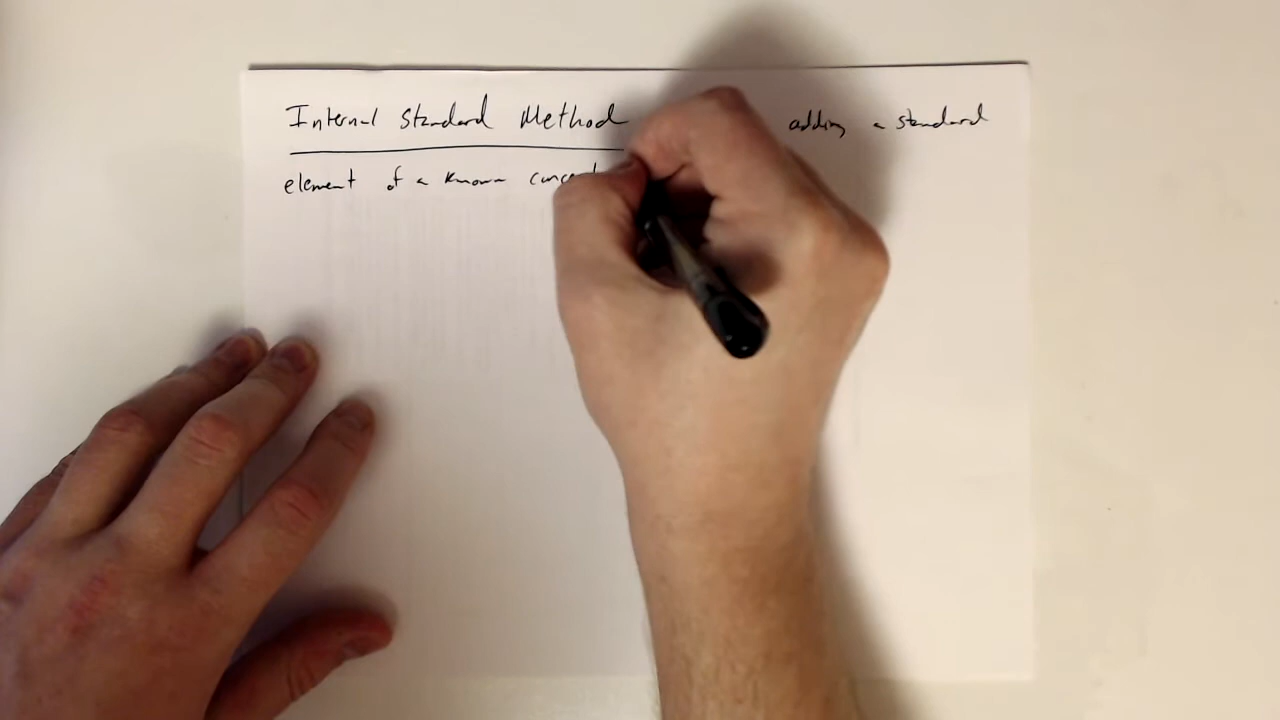 Internal Standard Method adding a standard
element of a known